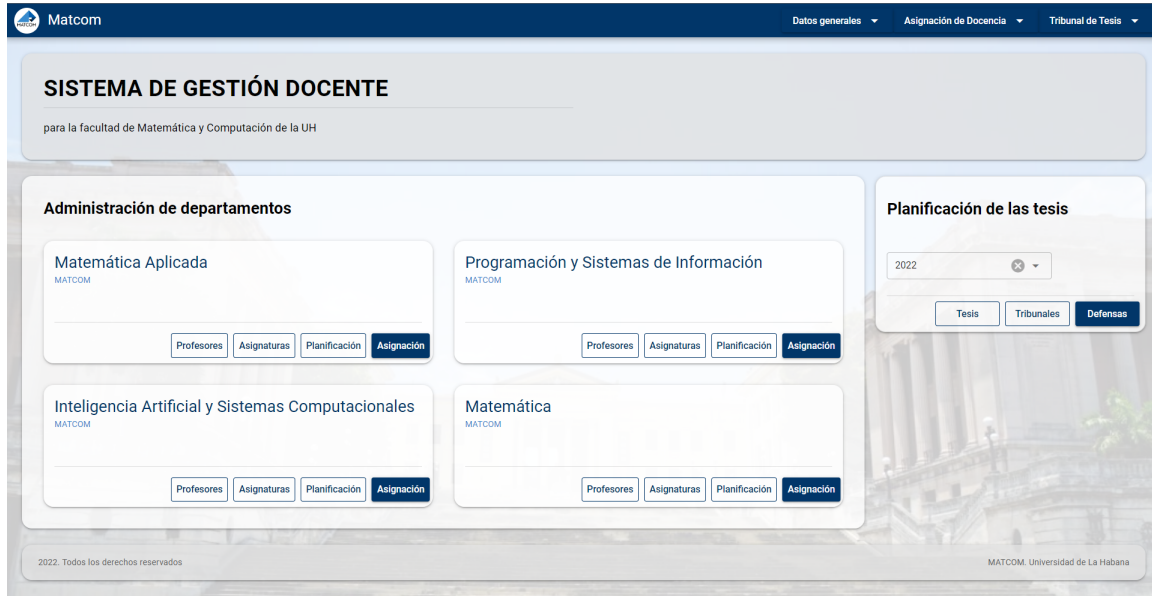 MATCOM
Matcom
Datos generales
Asignación de Docencia
Tribunal de Tesis
SISTEMA DE GESTIÓN DOCENTE
para la facultad de Matemática y Computación de la UH
Administración de departamentos
Matemática Aplicada
MATCOM
Profesores
Asignaturas
Planificación
Asignación
Programación y Sistemas de Información
MATCOM
Profesores
Asignaturas
Planificación
Asignación
Inteligencia Artificial y Sistemas Computacionales
MATCOM
Profesores
Asignaturas
Planificación
Asignación
Matemática
MATCOM
Profesores
Asignaturas
Planificación
Asignación
Planificación de las tesis
2022
Tesis
Tribunales
Defensas
2022. Todos los derechos reservados
MATCOM. Universidad de La Habana